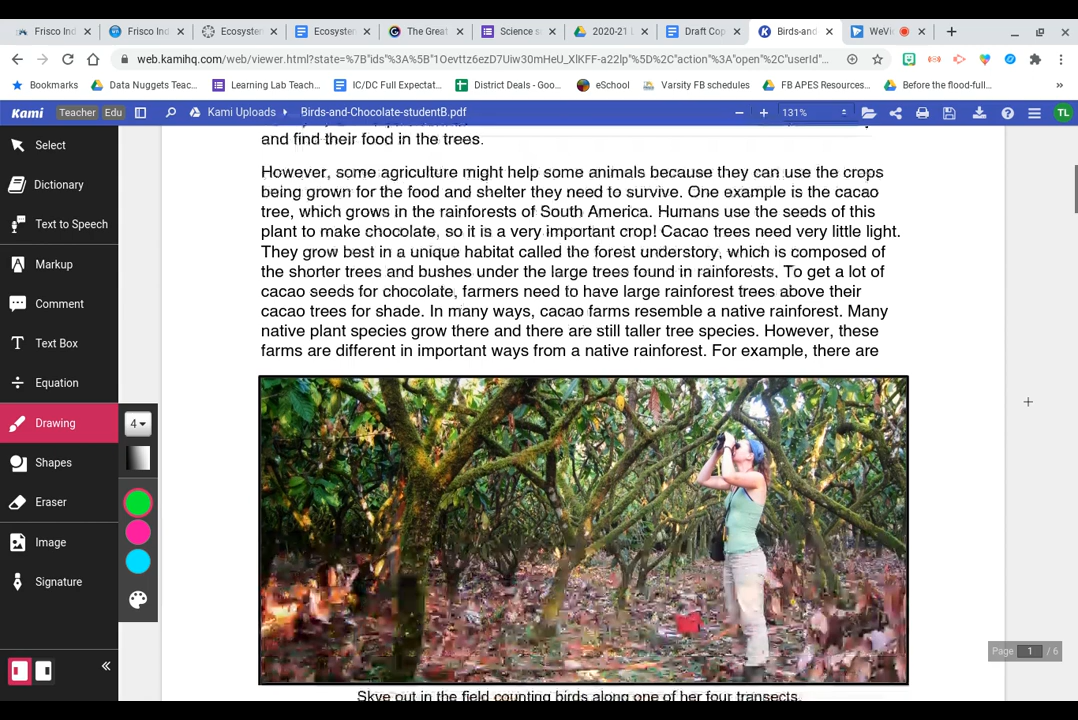 Frisco Ind
Frisco Ind
Ecosystem
Ecosystem
The Great
Science s
2020-21 L
Draft Cop
Birds-and
WeVi
web.kamihq.com/web/viewer.html?state=%7B"ids"%3A%5B"1Oevttz6ezD7Uiw30mHeU_XlKFF-a22lp"%5D%2C"action"%3A"open"%2C"userId"...
Bookmarks
Data Nuggets Teac...
Learning Lab Teach...
IC/DC Full Expectat...
District Deals - Goo...
eSchool
Varsity FB schedules
FB APES Resources...
Before the flood-full...
»
Kami
Teacher
Edu
Kami Uploads
Birds-and-Chocolate-studentB.pdf
131%
TL
Select
Dictionary
Text to Speech
Markup
Comment
Text Box
Equation
Drawing
Shapes
Eraser
Image
Signature
4
and find their food in the trees.
However, some agriculture might help some animals because they can use the crops
being grown for the food and shelter they need to survive. One example is the cacao
tree, which grows in the rainforests of South America. Humans use the seeds of this
plant to make chocolate, so it is a very important crop! Cacao trees need very little light.
They grow best in a unique habitat called the forest understory, which is composed of
the shorter trees and bushes under the large trees found in rainforests. To get a lot of
cacao seeds for chocolate, farmers need to have large rainforest trees above their
cacao trees for shade. In many ways, cacao farms resemble a native rainforest. Many
native plant species grow there and there are still taller tree species. However, these
farms are different in important ways from a native rainforest. For example, there are
Skye out in the field counting birds along one of her four transects.
Page 1 / 6